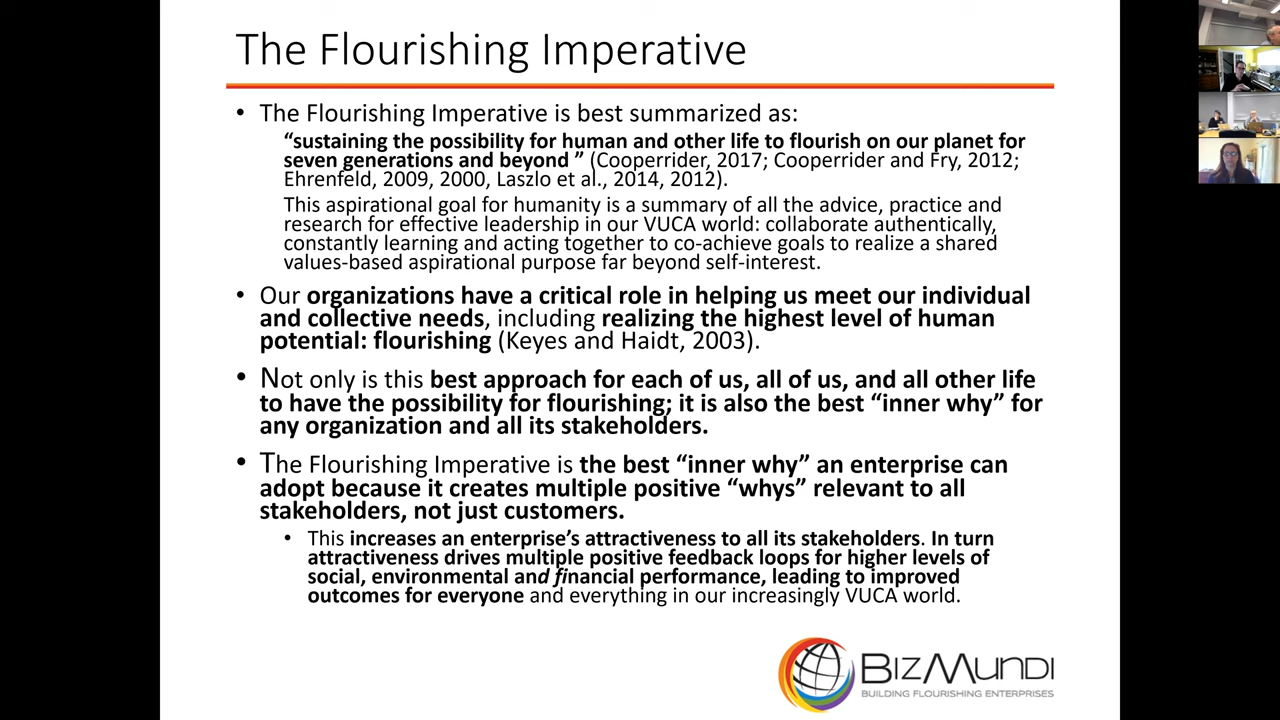 The Flourishing Imperative
• The Flourishing Imperative is best summarized as:
“sustaining the possibility for human and other life to flourish on our planet for
seven generations and beyond ” (Cooperrider, 2017; Cooperrider and Fry, 2012;
Ehrenfeld, 2009, 2000, Laszlo et al., 2014, 2012).
This aspirational goal for humanity is a summary of all the advice, practice and
research for effective leadership in our VUCA world: collaborate authentically,
constantly learning and acting together to co-achieve goals to realize a shared
values-based aspirational purpose far beyond self-interest.
• Our organizations have a critical role in helping us meet our individual
and collective needs, including realizing the highest level of human
potential: flourishing (Keyes and Haidt, 2003).
• Not only is this best approach for each of us, all of us, and all other life
to have the possibility for flourishing; it is also the best “inner why” for
any organization and all its stakeholders.
• The Flourishing Imperative is the best “inner why” an enterprise can
adopt because it creates multiple positive “whys” relevant to all
stakeholders, not just customers.
• This increases an enterprise’s attractiveness to all its stakeholders. In turn
attractiveness drives multiple positive feedback loops for higher levels of
social, environmental and financial performance, leading to improved
outcomes for everyone and everything in our increasingly VUCA world.
BIZMUNDI
BUILDING FLOURISHING ENTERPRISES